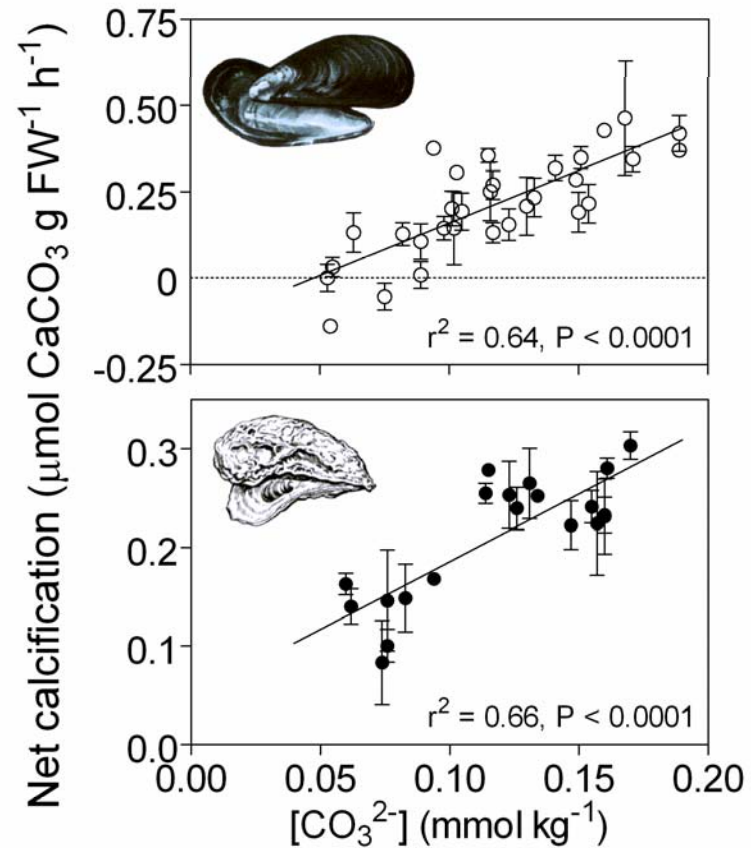 Net calcification (μmol CaCO₃ g FW⁻¹ h⁻¹)
0.75
0.50
0.25
0
-0.25
r² = 0.64, P < 0.0001
0.3
0.2
0.1
0.0
r² = 0.66, P < 0.0001
0.00 0.05 0.10 0.15 0.20
[CO₃²⁻] (mmol kg⁻¹)